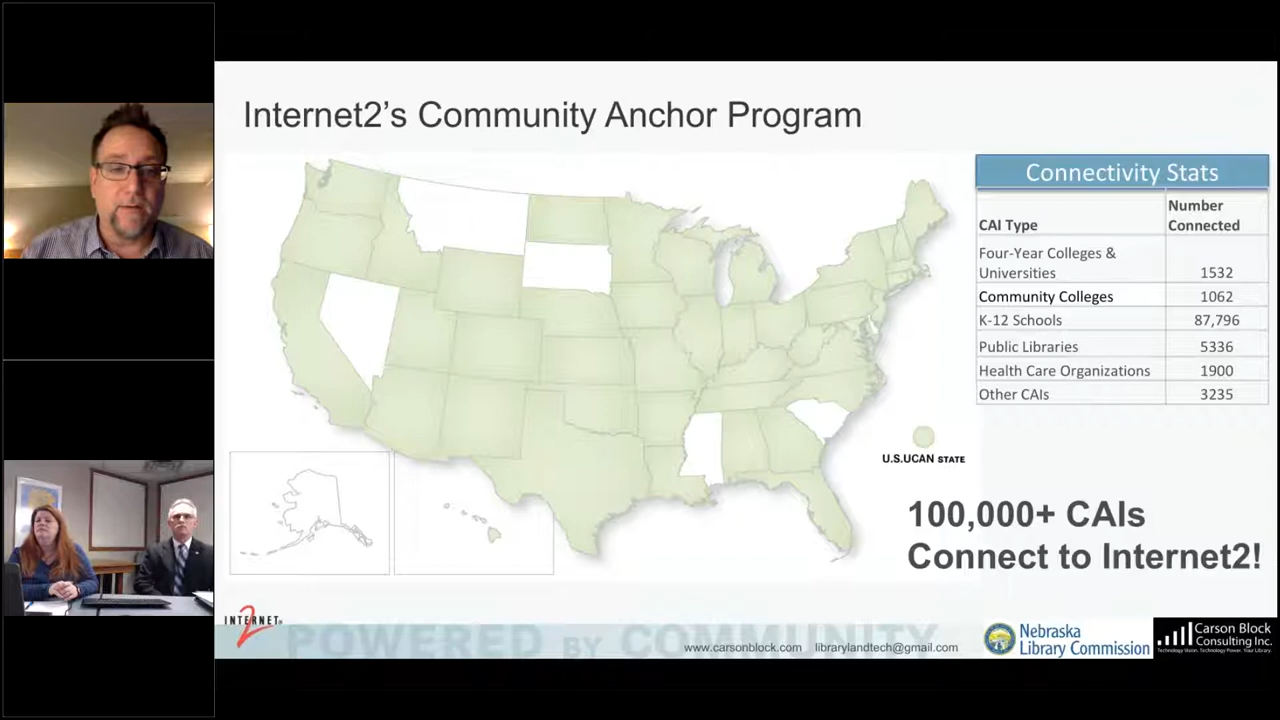 Internet2's Community Anchor Program
Connectivity Stats
CAI Type
Number
Connected
Four-Year Colleges &
Universities
1532
Community Colleges
1062
K-12 Schools
87,796
Public Libraries
5336
Health Care Organizations
1900
Other CAIs
3235
U.S.UCAN STATE
100,000+ CAIs
Connect to Internet2!
INTERNET®
2
POWERED BY COMMUNITY
www.carsonblock.com librarylandtech@gmail.com
Nebraska
Library Commission
Carson Block
Consulting Inc.
Technology Vision. Technology Power. Your Library.